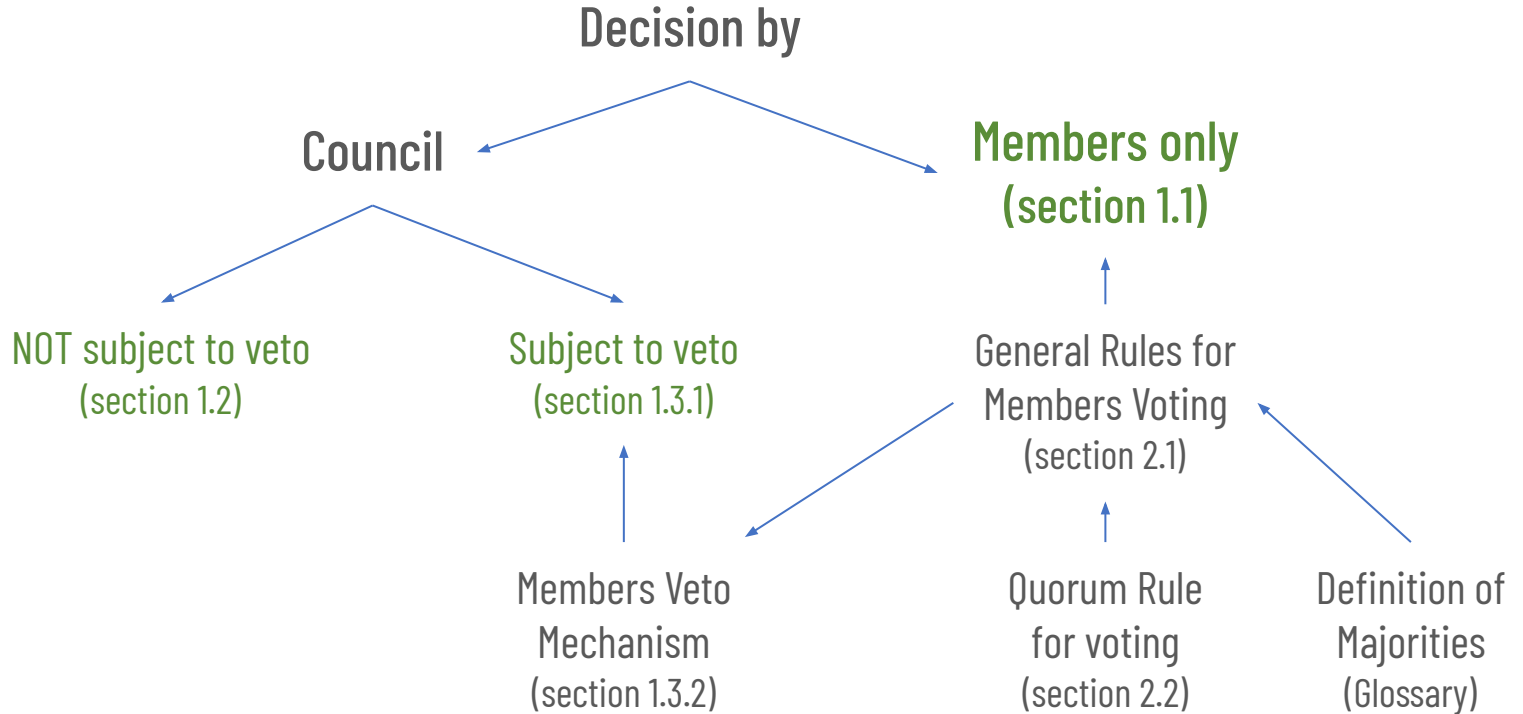 Decision by
Council
Members only
(section 1.1)
NOT subject to veto
(section 1.2)
Subject to veto
(section 1.3.1)
General Rules for
Members Voting
(section 2.1)
Members Veto
Mechanism
(section 1.3.2)
Quorum Rule
for voting
(section 2.2)
Definition of
Majorities
(Glossary)